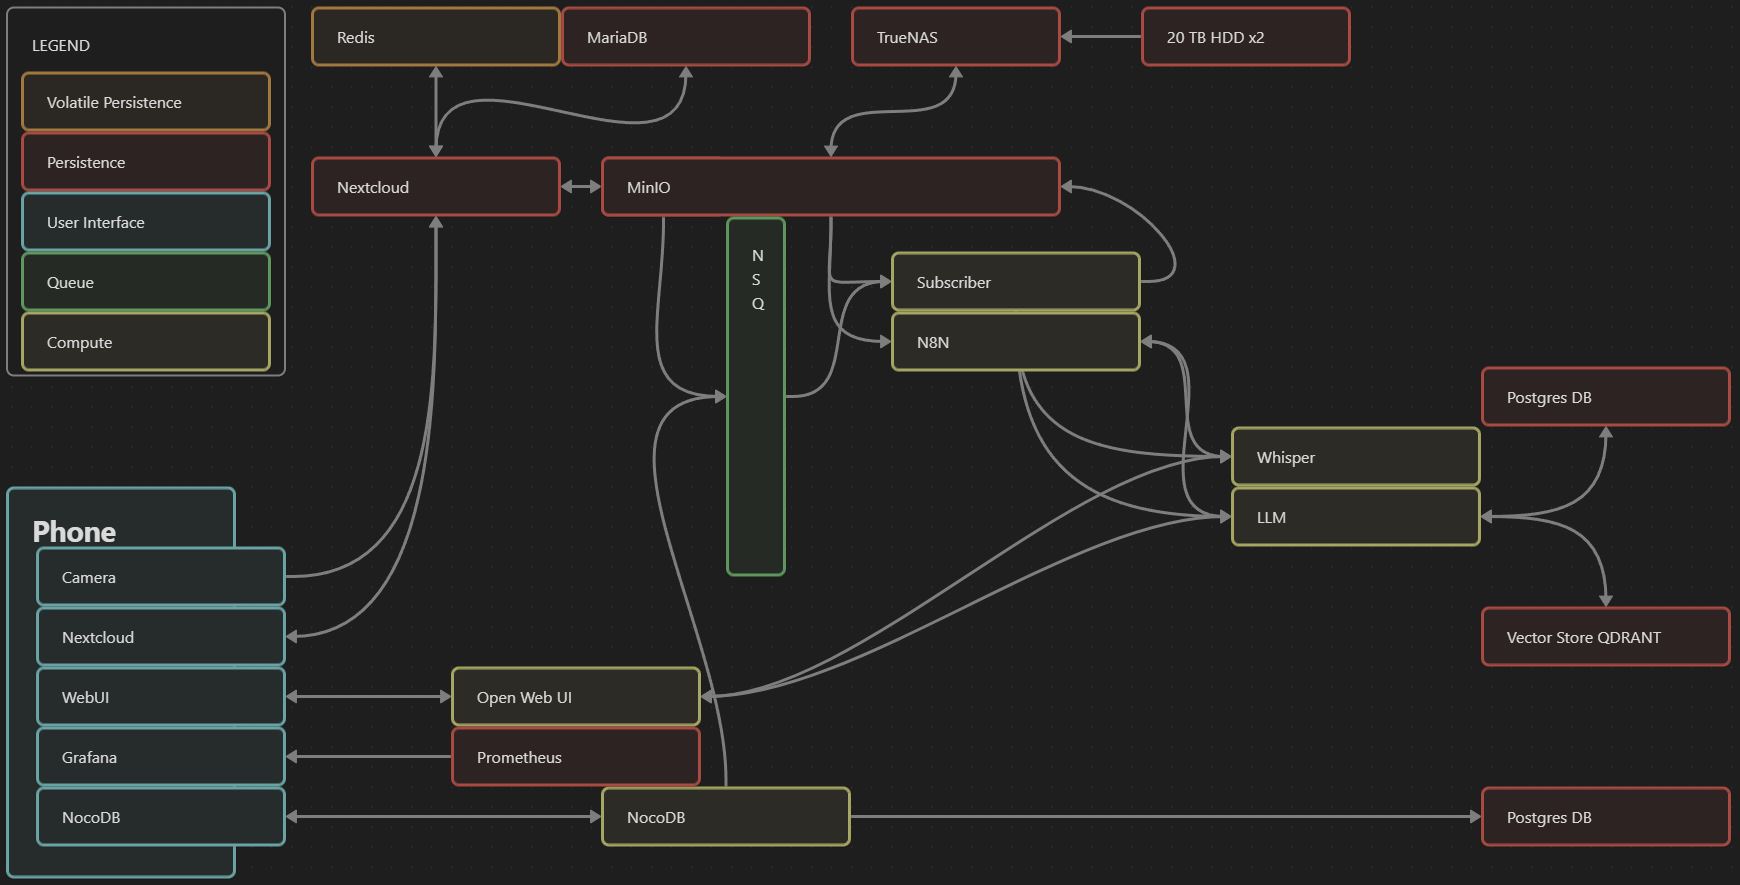 LEGEND
Volatile Persistence
Persistence
User Interface
Queue
Compute
Redis
MariaDB
TrueNAS
20 TB HDD x2
Nextcloud
MinIO
N
S
Q
Subscriber
N8N
Whisper
LLM
Postgres DB
Vector Store QDRANT
Phone
Camera
Nextcloud
WebUI
Grafana
NocoDB
Open Web UI
Prometheus
NocoDB
Postgres DB